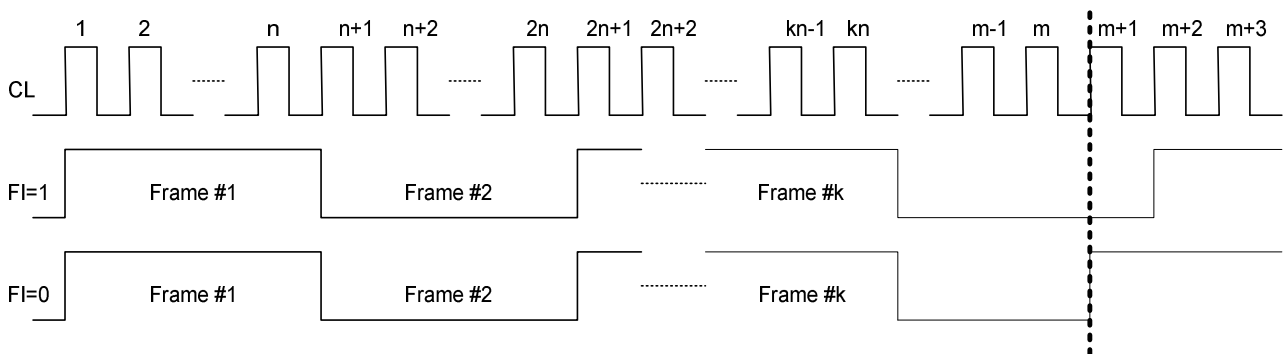 1 2 n n+1 n+2 2n 2n+1 2n+2 kn-1 kn m-1 m m+1 m+2 m+3
CL
FI=1 Frame #1 Frame #2 Frame #k
FI=0 Frame #1 Frame #2 Frame #k